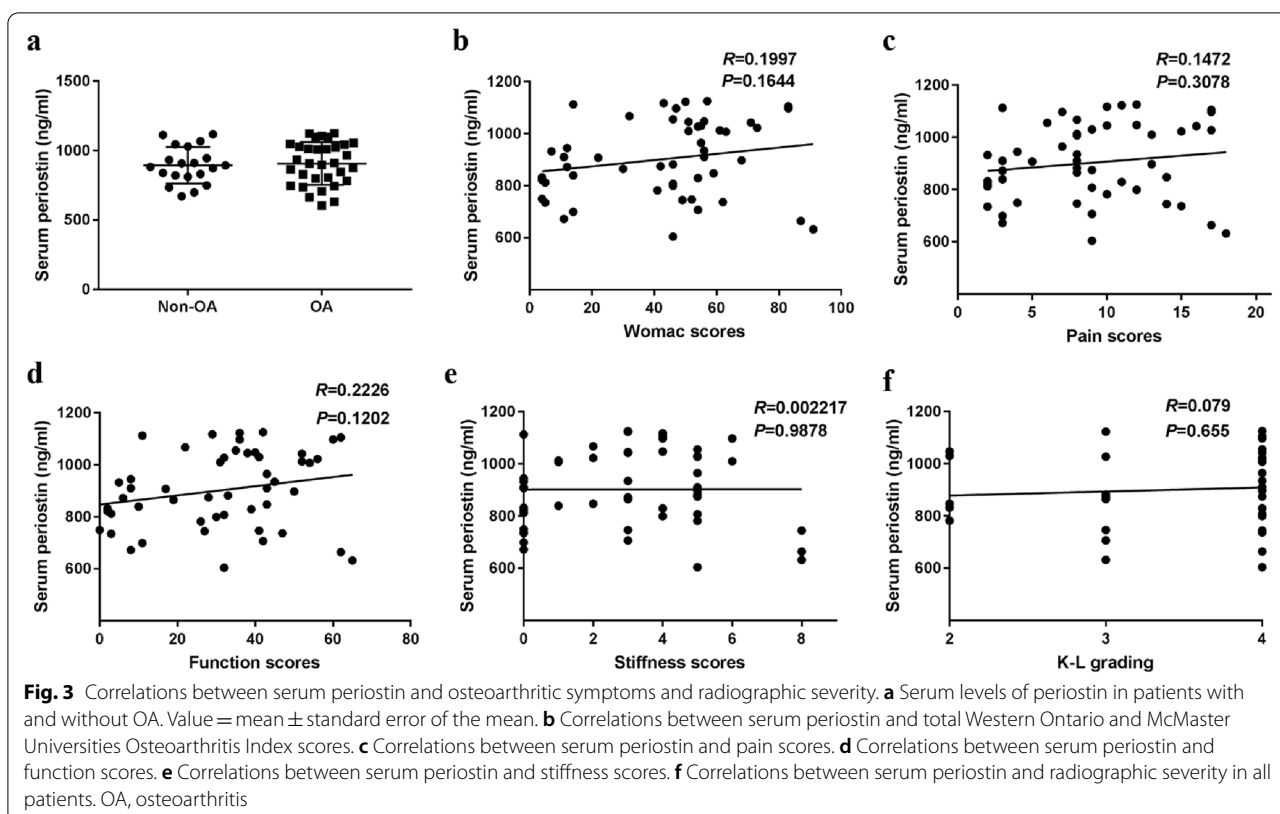 a
1500
1000
500
0
Serum periostin (ng/ml)
Non-OA
OA
b
R=0.1997
P=0.1644
1200
1000
800
600
Serum periostin (ng/ml)
0 20 40 60 80 100
Womac scores
c
R=0.1472
P=0.3078
1200
1000
800
600
Serum periostin (ng/ml)
0 5 10 15 20
Pain scores
d
R=0.2226
P=0.1202
1200
1000
800
600
Serum periostin (ng/ml)
0 20 40 60 80
Function scores
e
R=0.002217
P=0.9878
1200
1000
800
600
Serum periostin (ng/ml)
0 2 4 6 8
Stiffness scores
f
R=0.079
P=0.655
1200
1000
800
600
Serum periostin (ng/ml)
2 3 4
K-L grading
Fig. 3 Correlations between serum periostin and osteoarthritic symptoms and radiographic severity. a Serum levels of periostin in patients with
and without OA. Value = mean ± standard error of the mean. b Correlations between serum periostin and total Western Ontario and McMaster
Universities Osteoarthritis Index scores. c Correlations between serum periostin and pain scores. d Correlations between serum periostin and
function scores. e Correlations between serum periostin and stiffness scores. f Correlations between serum periostin and radiographic severity in all
patients. OA, osteoarthritis